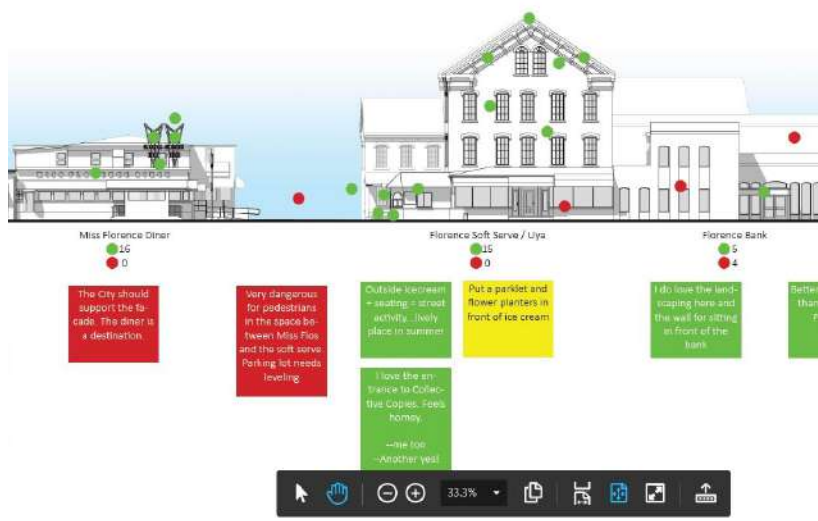 Miss Florence Diner
16
0
Florence Soft Serve / Uya
15
0
Florence Bank
5
4
The City should
support the fa-
cade. The diner is
a destination.
Very dangerous
for pedestrians
in the space be-
tween Miss Flos
and the soft serve
Parking lot needs
leveling
Outside icecream
+ seating = street
activity...lively
place in summer
Put a parklet and
flower planters in
front of ice cream
I do love the land-
scaping here and
the wall for sitting
in front of the
bank
Better
than
I love the en-
trance to Collec-
tive Copies. Feels
homey.
--me too
--Another yes!
33.3%